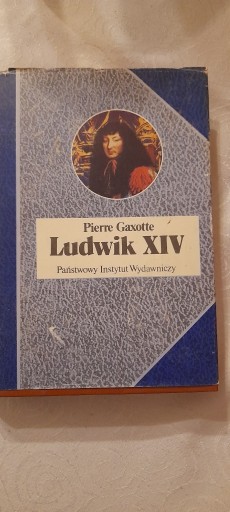 Pierre Gaxotte
Ludwik XIV
Państwowy Instytut Wydawniczy